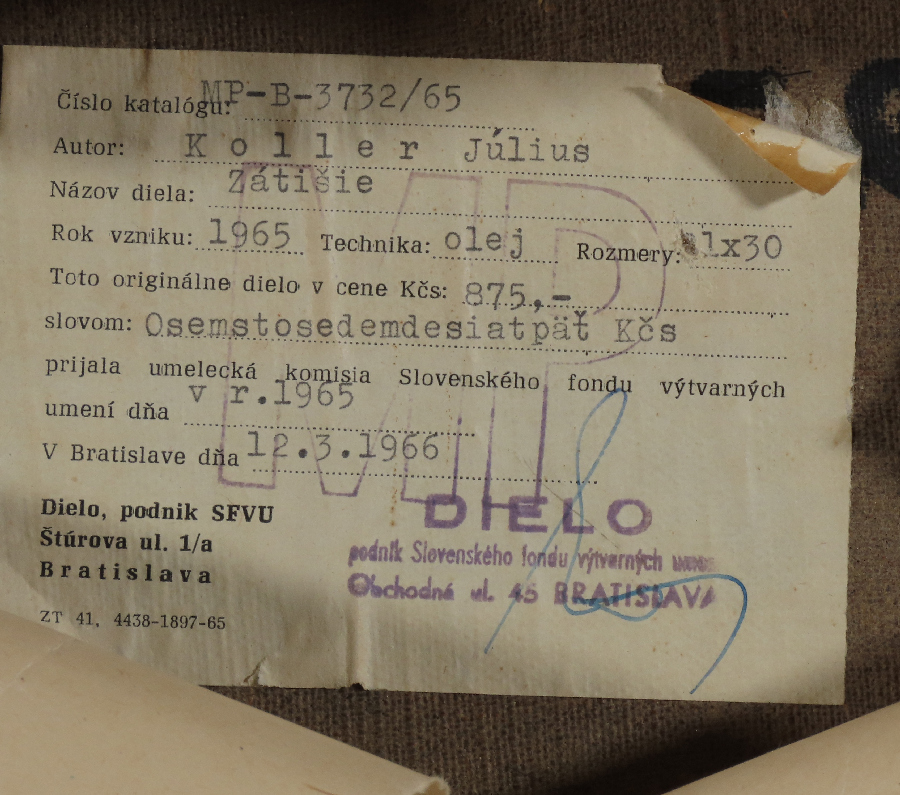 Číslo katalógu: MP-B-3732/65
Autor: Koller Július
Názov diela: Zátišie
Rok vzniku: 1965 Technika: olej Rozmery: 1x30
Toto originálne dielo v cene Kčs: 875,-
slovom: Osemstosedemdesiatpäť Kčs
prijala umelecká komisia Slovenského fondu výtvarných
umení dňa v r.1965
V Bratislave dňa 12.3.1966
MP
Dielo, podnik SFVU
Štúrova ul. 1/a
Bratislava
ZT 41, 4438-1897-65
DIELO
podnik Slovenského fondu výtvarných
Obchodná ul. 45 BRATISLAVA